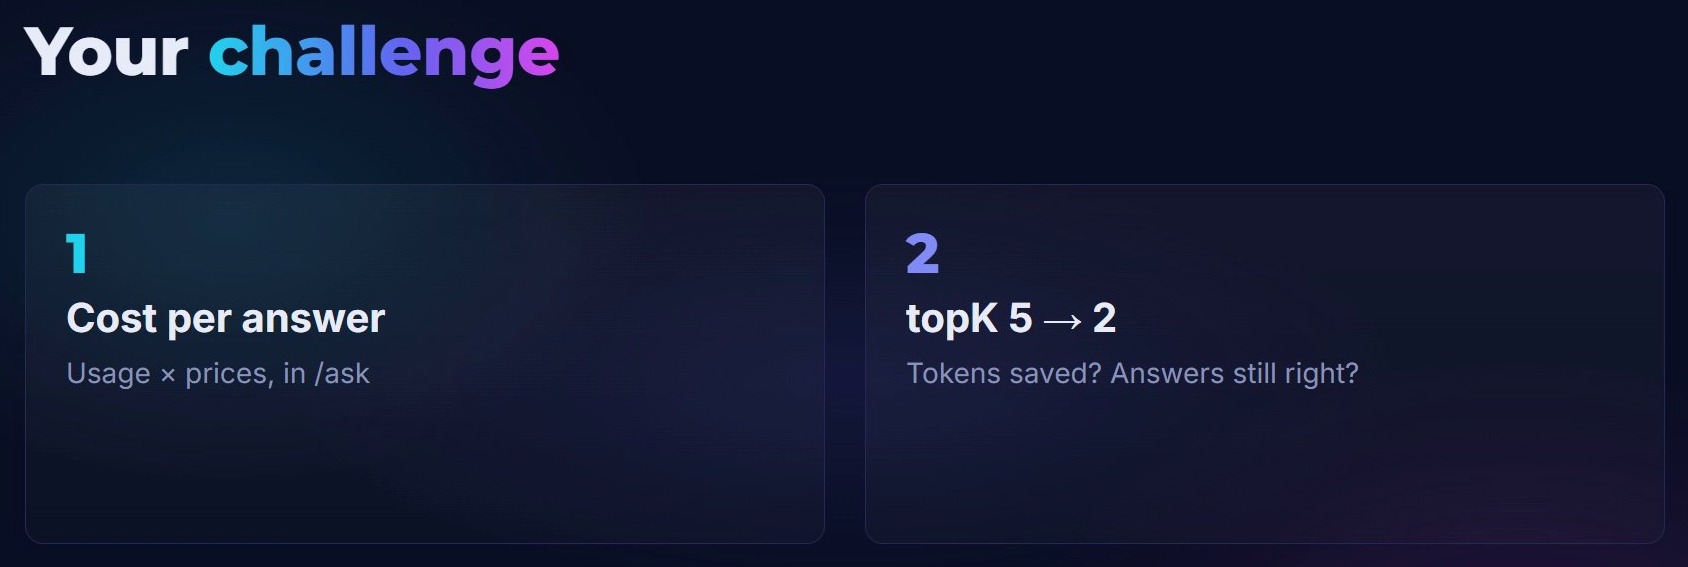 Your challenge
1
Cost per answer
Usage × prices, in /ask
2
topK 5 → 2
Tokens saved? Answers still right?